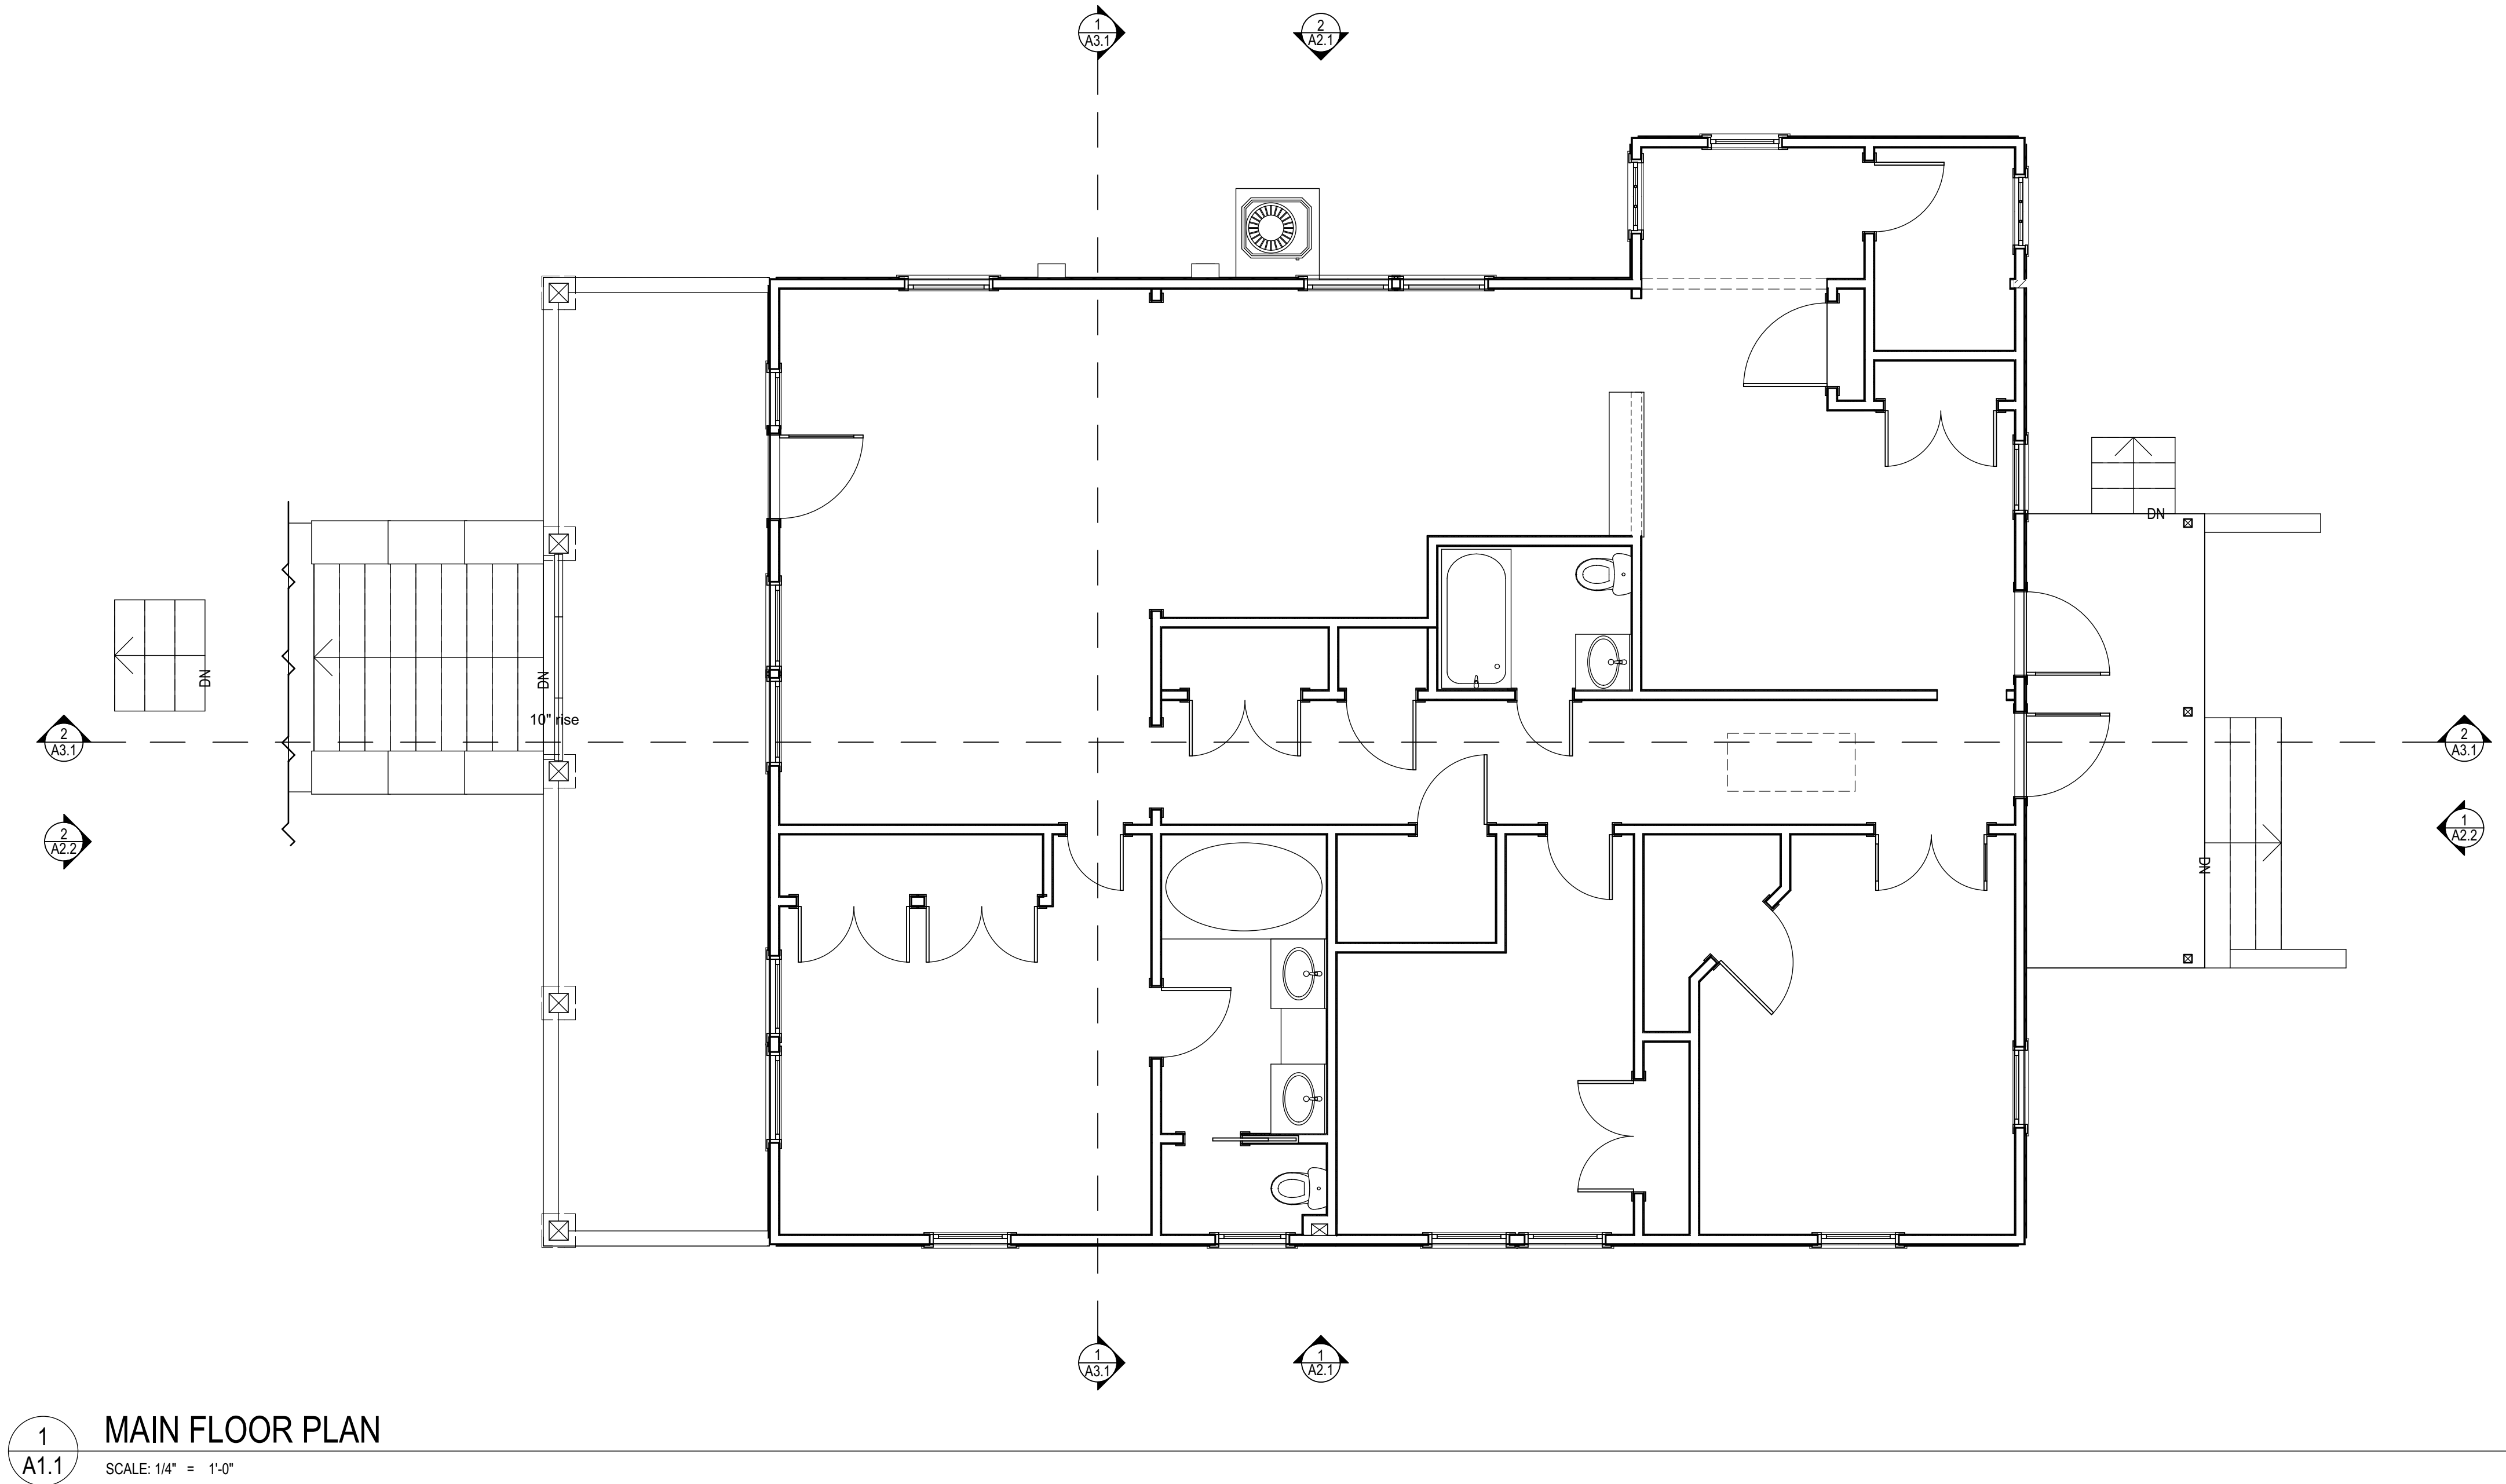 1
A3.1
2
A2.1
DN
DN
DN
10" rise
2
A3.1
2
A3.1
2
A2.2
1
A2.2
DN
1
A3.1
1
A2.1
1
A1.1
MAIN FLOOR PLAN
SCALE: 1/4" = 1'-0"